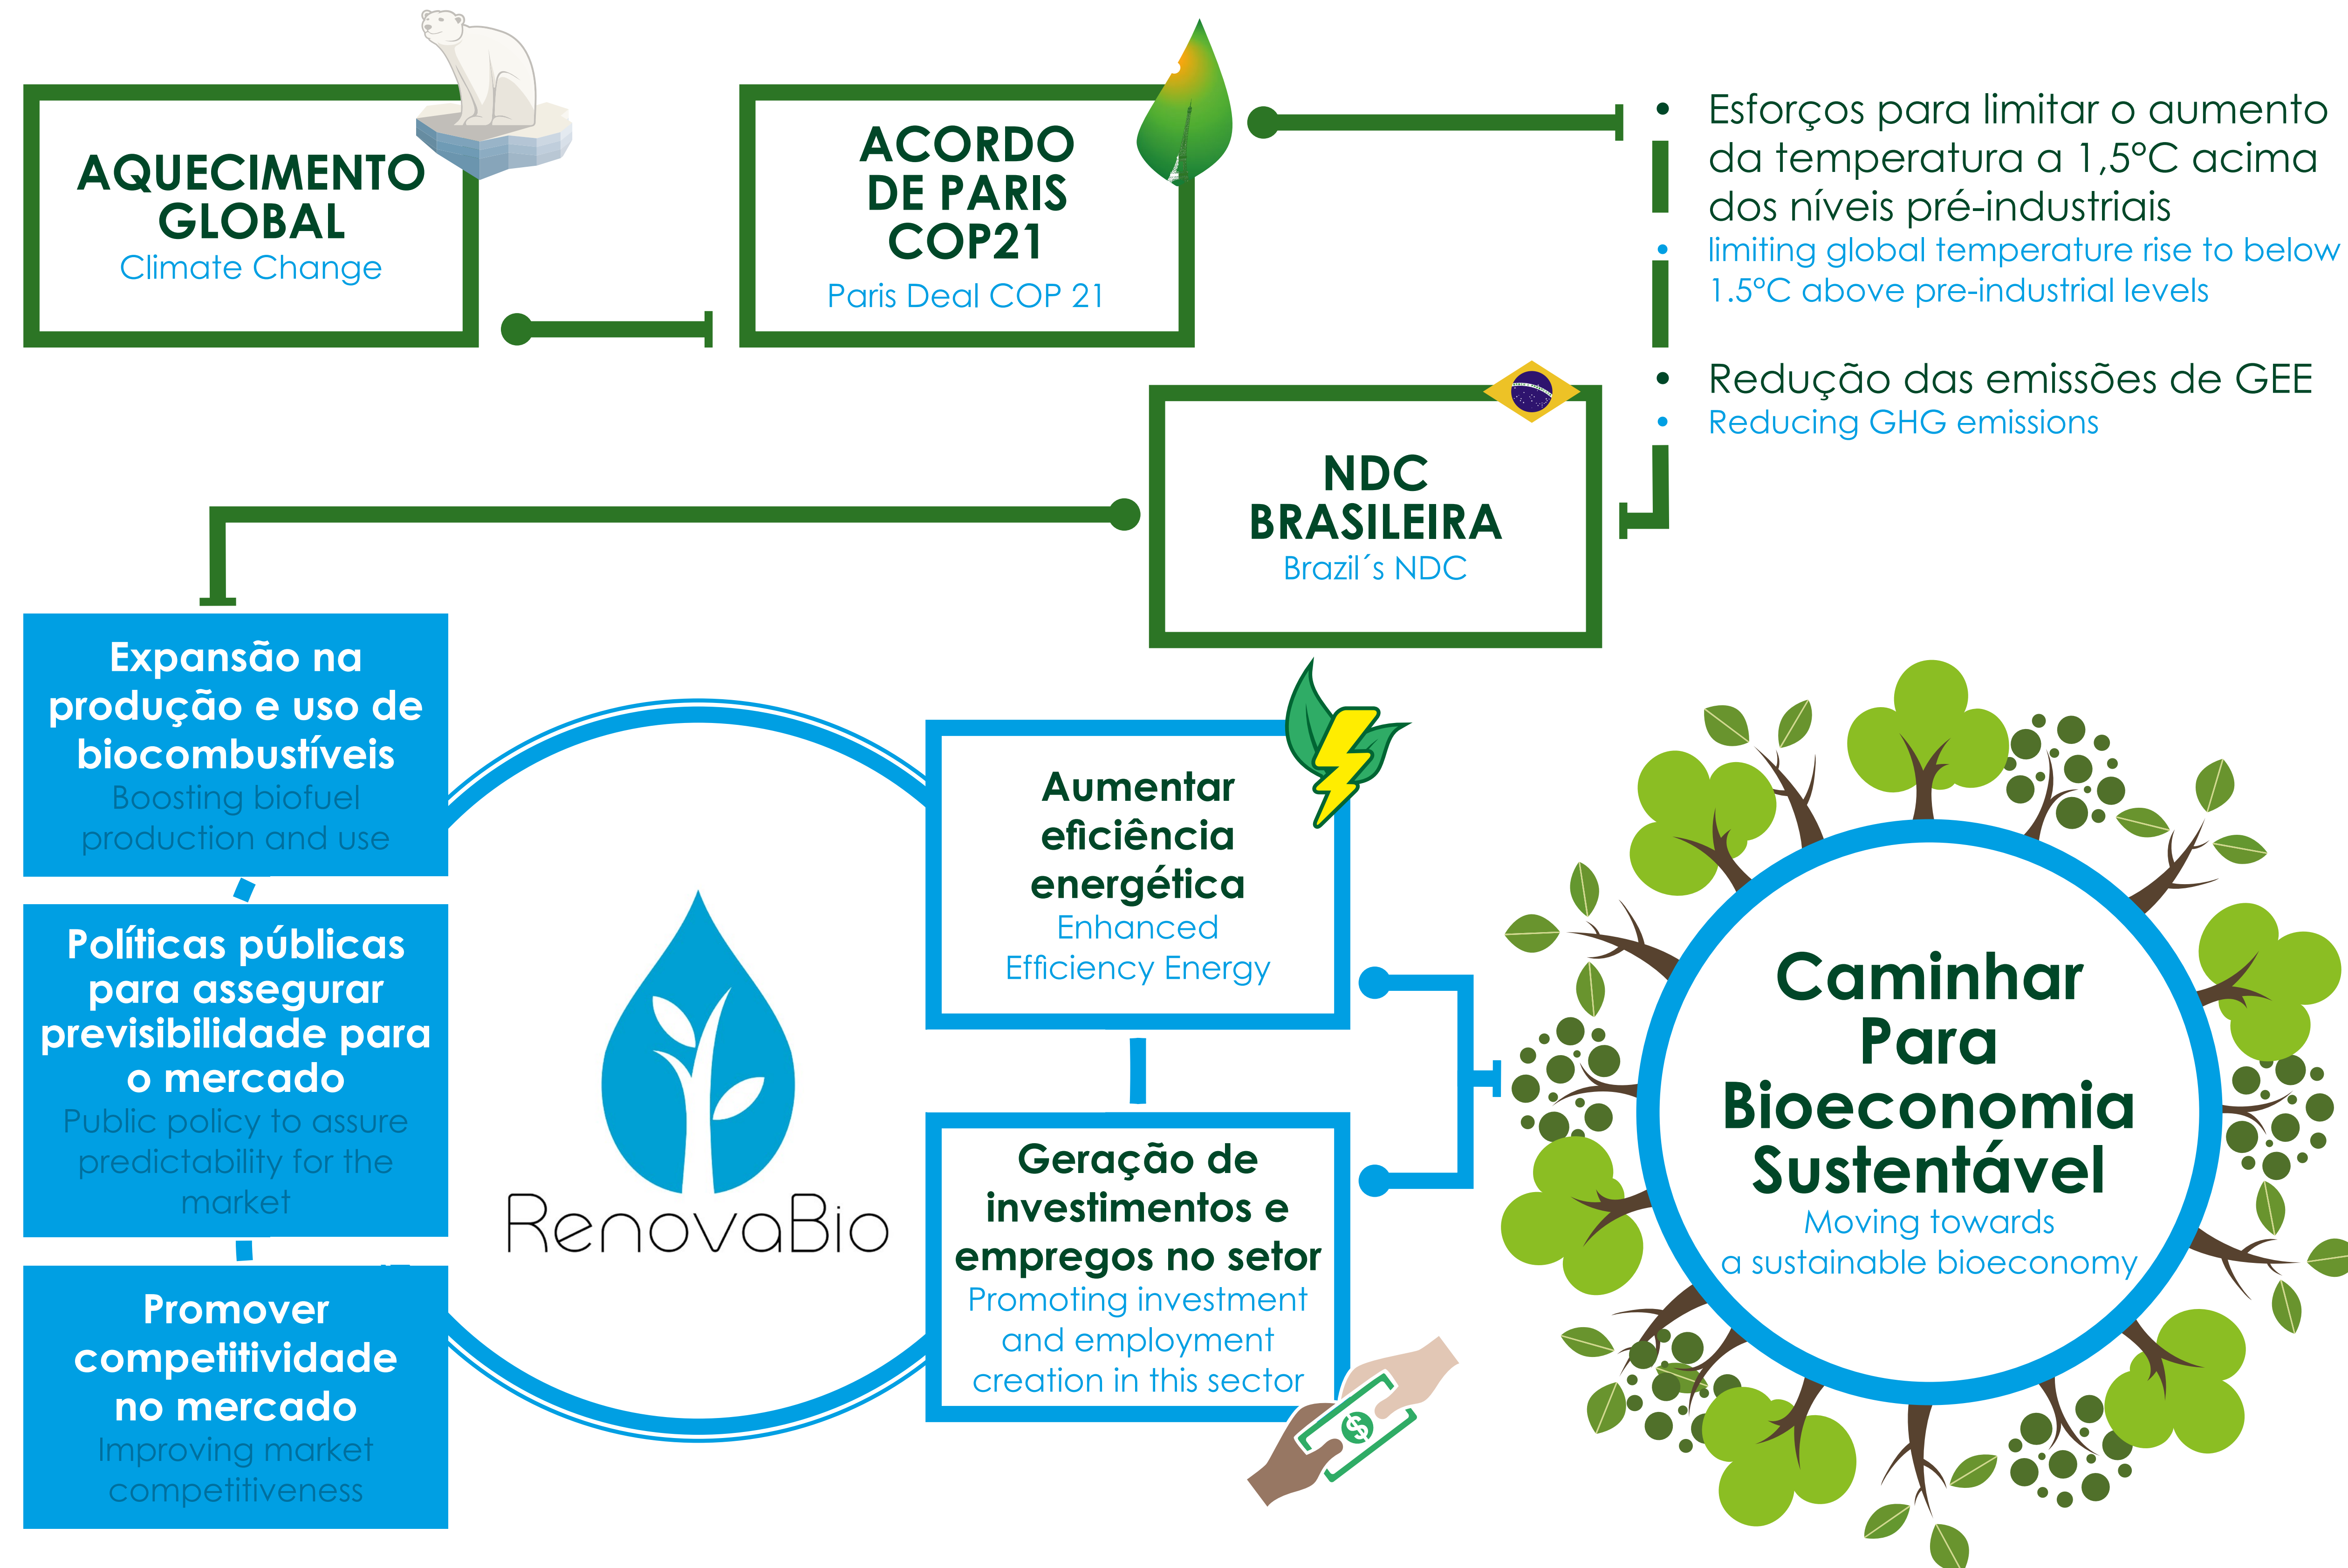 AQUECIMENTO
GLOBAL
Climate Change
ACORDO
DE PARIS
COP21
Paris Deal COP 21
• Esforços para limitar o aumento
da temperatura a 1,5°C acima
dos níveis pré-industriais
• limiting global temperature rise to below
1.5°C above pre-industrial levels
• Redução das emissões de GEE
• Reducing GHG emissions
NDC
BRASILEIRA
Brazil´s NDC
Expansão na
produção e uso de
biocombustíveis
Boosting biofuel
production and use
Políticas públicas
para assegurar
previsibilidade para
o mercado
Public policy to assure
predictability for the
market
Promover
competitividade
no mercado
Improving market
competitiveness
RenovaBio
Aumentar
eficiência
energética
Enhanced
Efficiency Energy
Geração de
investimentos e
empregos no setor
Promoting investment
and employment
creation in this sector
$
Caminhar
Para
Bioeconomia
Sustentável
Moving towards
a sustainable bioeconomy